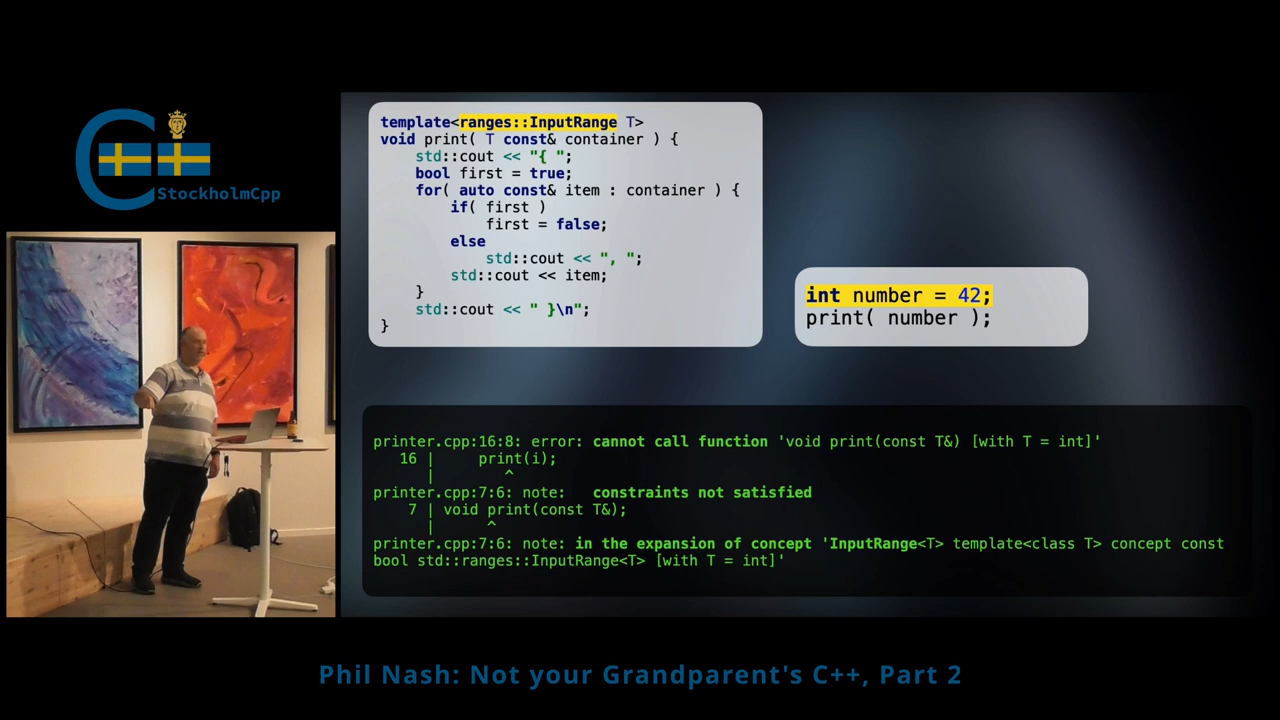 StockholmCpp
template<ranges::InputRange T>
void print( T const& container ) {
    std::cout << "{ ";
    bool first = true;
    for( auto const& item : container ) {
        if( first )
            first = false;
        else
            std::cout << ", ";
        std::cout << item;
    }
    std::cout << " }\n";
}
int number = 42;
print( number );
printer.cpp:16:8: error: cannot call function 'void print(const T&) [with T = int]'
   16 |     print(i);
      |        ^
printer.cpp:7:6: note:   constraints not satisfied
    7 | void print(const T&);
      |      ^
printer.cpp:7:6: note: in the expansion of concept 'InputRange<T> template<class T> concept const
bool std::ranges::InputRange<T> [with T = int]'
Phil Nash: Not your Grandparent's C++, Part 2